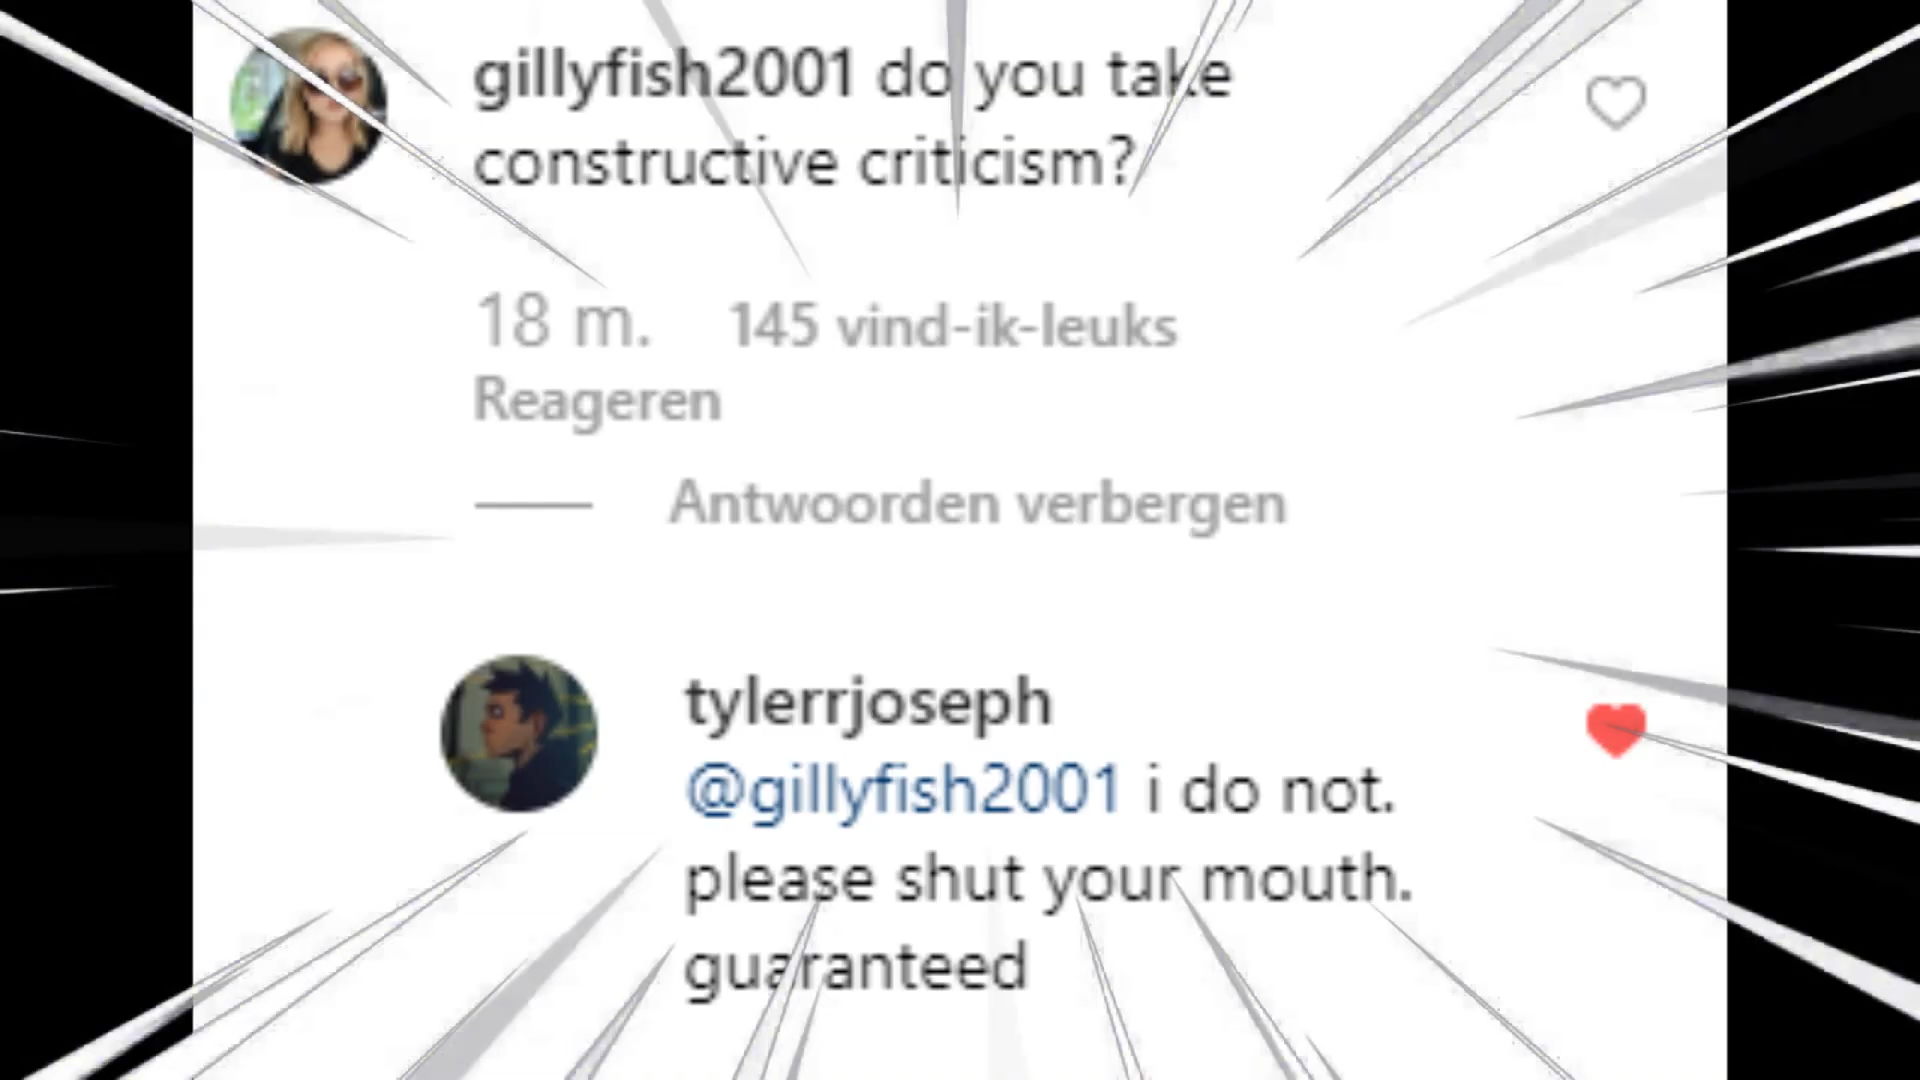 gillyfish2001 do you take
constructive criticism?
18 m. 145 vind-ik-leuks
Reageren
Antwoorden verbergen
tylerrjoseph
@gillyfish2001 i do not.
please shut your mouth.
guaranteed